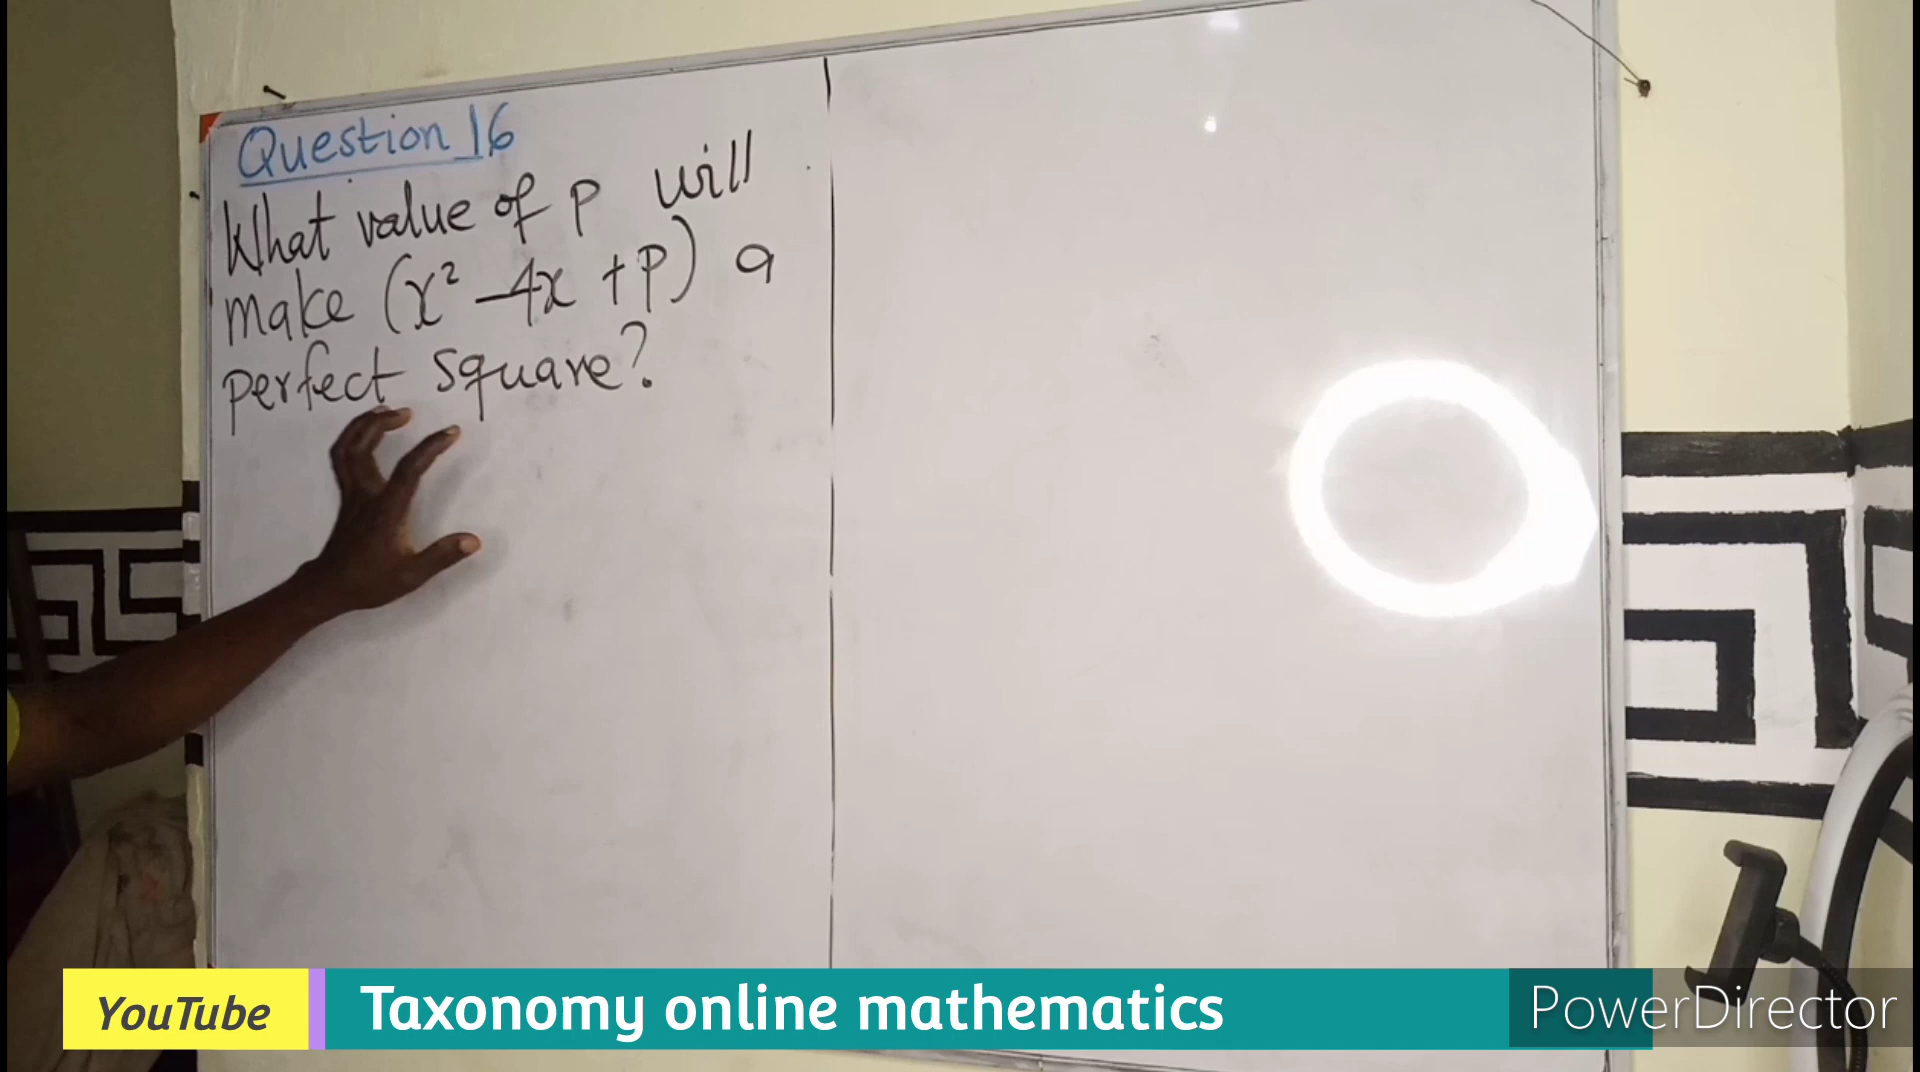 Question 16
What value of P will
make (x² - 4x + P) a
perfect square?
YouTube
Taxonomy online mathematics
PowerDirector